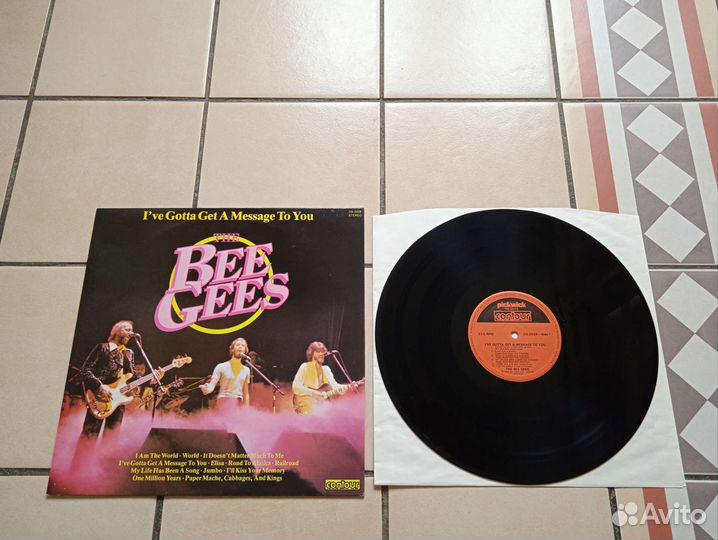 I've Gotta Get A Message To You
STEREO
THE
BEE
GEES
I Am The World · World · It Doesn't Matter Much To Me
I've Gotta Get A Message To You · Elisa · Road To Alaska · Railroad
My Life Has Been A Song · Jumbo · I'll Kiss Your Memory
One Million Years · Paper Mache, Cabbages, And Kings
contour
pickwick
contour
I'VE GOTTA GET A MESSAGE TO YOU
THE BEE GEES
Avito